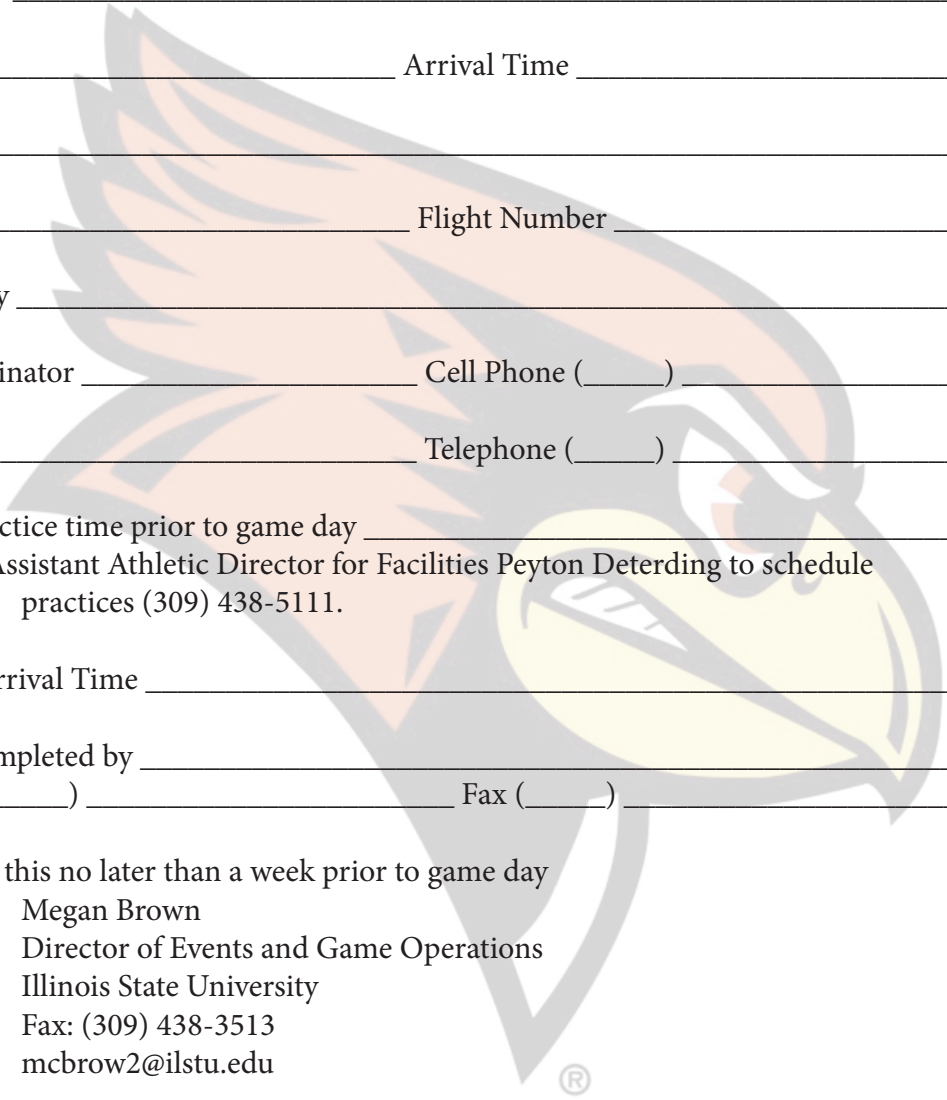 Arrival Time
Flight Number
y
inator Cell Phone ( )
Telephone ( )
ctice time prior to game day
Assistant Athletic Director for Facilities Peyton Deterding to schedule
practices (309) 438-5111.
rrival Time
mpleted by
) Fax ( )
this no later than a week prior to game day
Megan Brown
Director of Events and Game Operations
Illinois State University
Fax: (309) 438-3513
mcbrow2@ilstu.edu
®